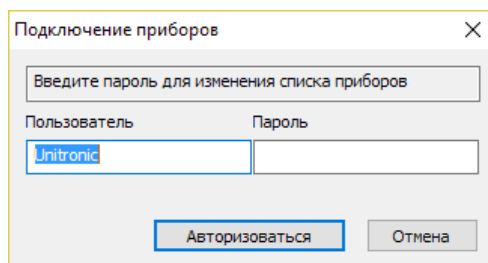 Подключение приборов
Введите пароль для изменения списка приборов
Пользователь Пароль
Unitronic
Авторизоваться Отмена